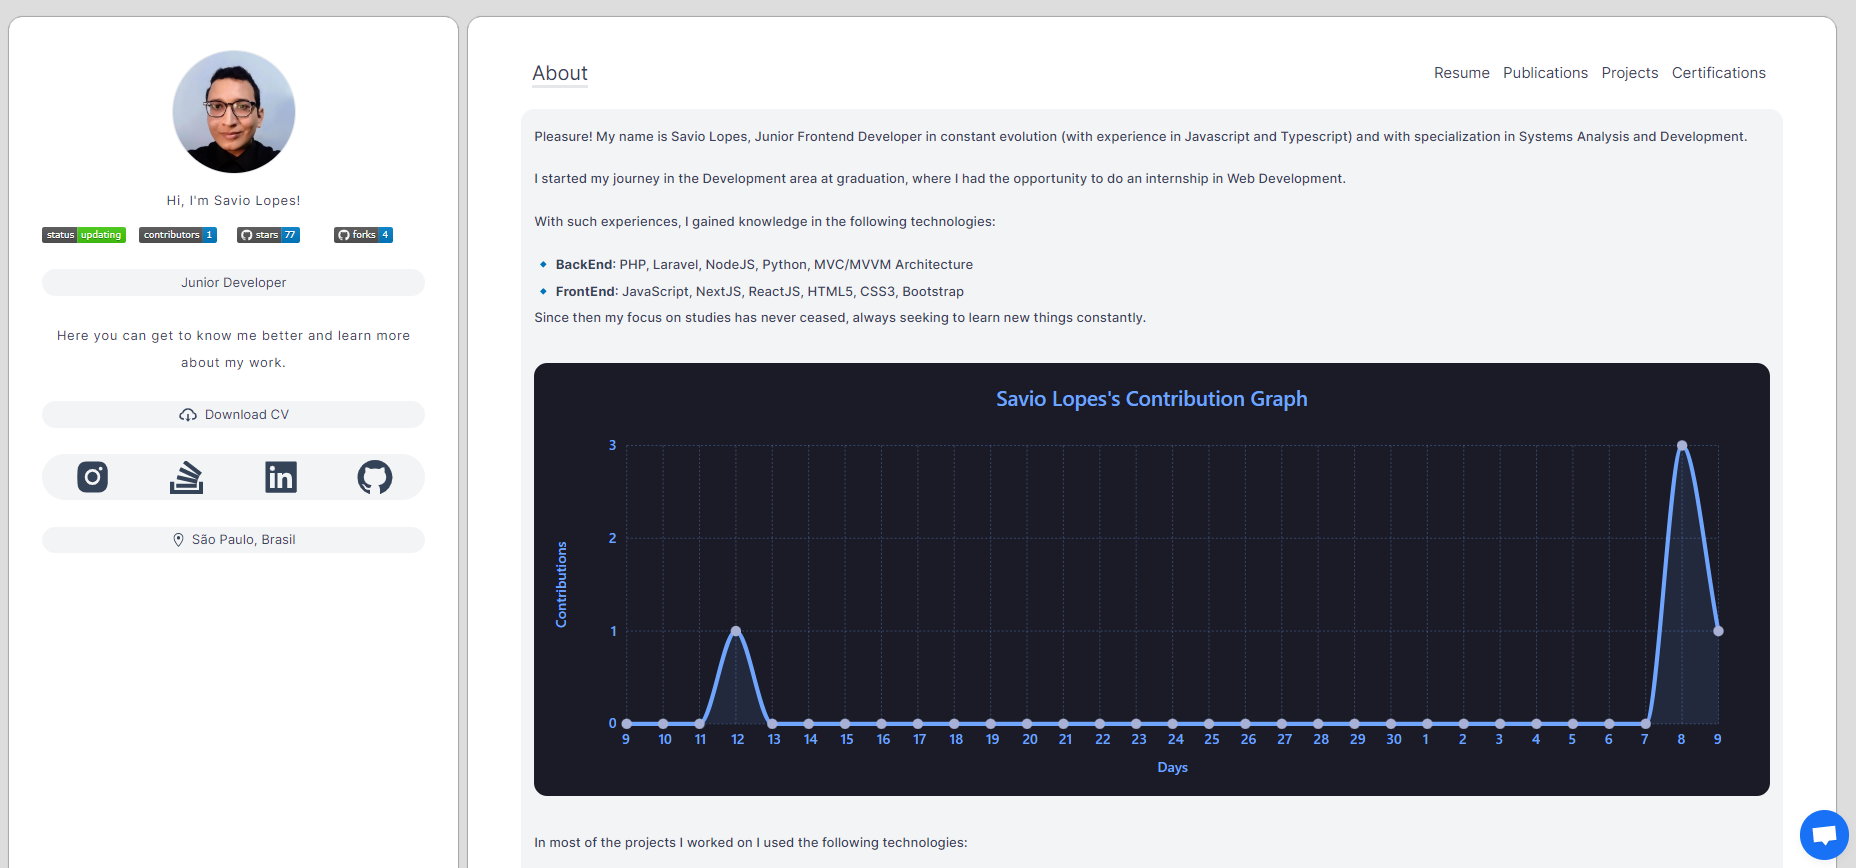 Hi, I'm Savio Lopes!
status updating
contributors 1
stars 77
forks 4
Junior Developer
Here you can get to know me better and learn more
about my work.
Download CV
in
São Paulo, Brasil
About
Resume
Publications
Projects
Certifications
Pleasure! My name is Savio Lopes, Junior Frontend Developer in constant evolution (with experience in Javascript and Typescript) and with specialization in Systems Analysis and Development.
I started my journey in the Development area at graduation, where I had the opportunity to do an internship in Web Development.
With such experiences, I gained knowledge in the following technologies:
BackEnd: PHP, Laravel, NodeJS, Python, MVC/MVVM Architecture
FrontEnd: JavaScript, NextJS, ReactJS, HTML5, CSS3, Bootstrap
Since then my focus on studies has never ceased, always seeking to learn new things constantly.
Savio Lopes's Contribution Graph
3
2
1
0
Contributions
9 10 11 12 13 14 15 16 17 18 19 20 21 22 23 24 25 26 27 28 29 30 1 2 3 4 5 6 7 8 9
Days
In most of the projects I worked on I used the following technologies: